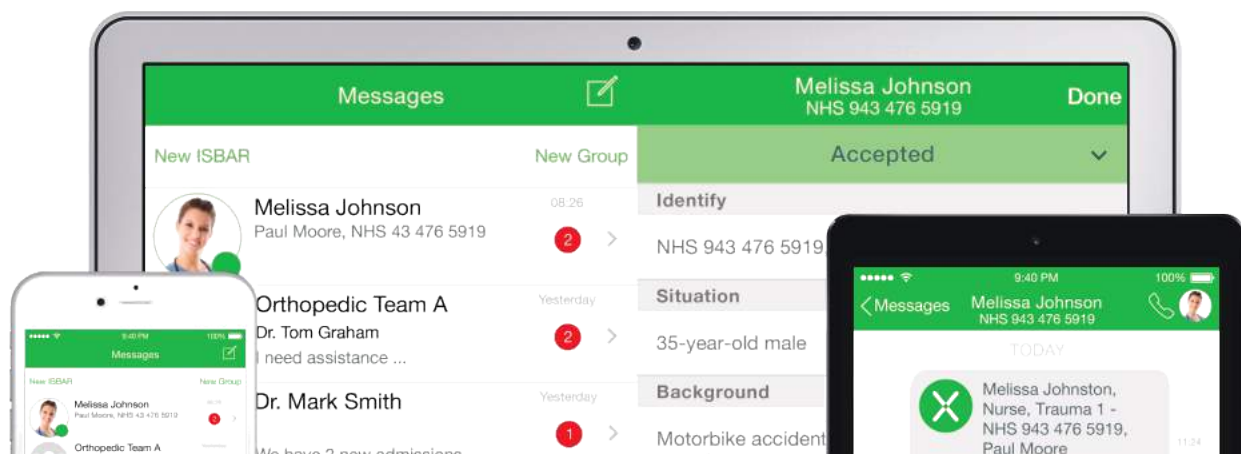 Messages
Melissa Johnson
NHS 943 476 5919
Done
New ISBAR
New Group
Accepted
Melissa Johnson
08.26
Paul Moore, NHS 43 476 5919
2
Orthopedic Team A
Yesterday
Dr. Tom Graham
2
I need assistance ...
Dr. Mark Smith
Yesterday
1
We have 2 new admissions
Identify
NHS 943 476 5919,
Situation
35-year-old male
Background
Motorbike accident
9:40 PM
100%
Messages
New ISBAR
New Group
Melissa Johnson
Paul Moore, NHS 43 476 5919
2
Orthopedic Team A
9:40 PM
100%
Messages
Melissa Johnson
NHS 943 476 5919
TODAY
Melissa Johnston,
Nurse, Trauma 1 -
NHS 943 476 5919,
Paul Moore
11:24